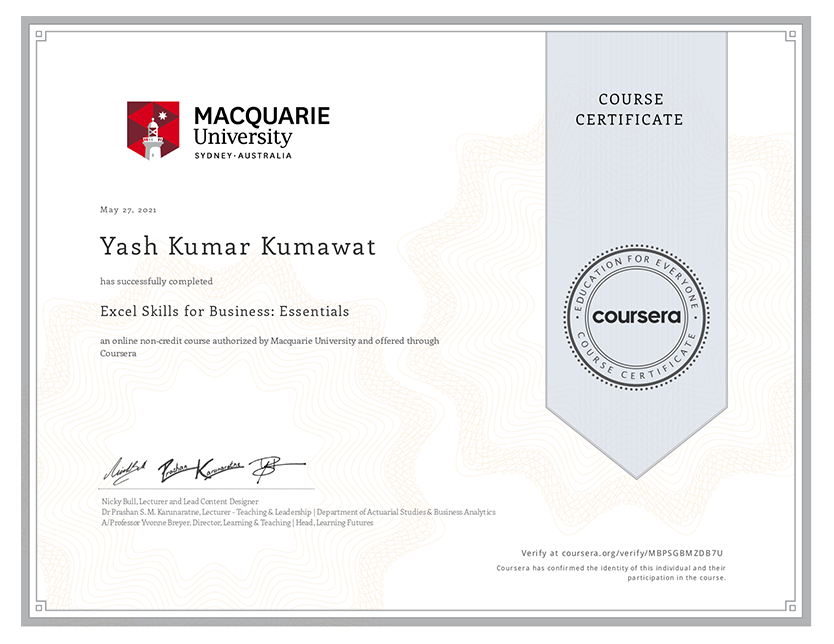 MACQUARIE
University
SYDNEY·AUSTRALIA
COURSE
CERTIFICATE
May 27, 2021
Yash Kumar Kumawat
has successfully completed
Excel Skills for Business: Essentials
an online non-credit course authorized by Macquarie University and offered through
Coursera
EDUCATION FOR EVERYONE
coursera
COURSE CERTIFICATE
Prashan Karunaratne
Nicky Bull, Lecturer and Lead Content Designer
Dr Prashan S. M. Karunaratne, Lecturer - Teaching & Leadership | Department of Actuarial Studies & Business Analytics
A/Professor Yvonne Breyer, Director, Learning & Teaching | Head, Learning Futures
Verify at coursera.org/verify/MBPSGBMZDB7U
Coursera has confirmed the identity of this individual and their
participation in the course.